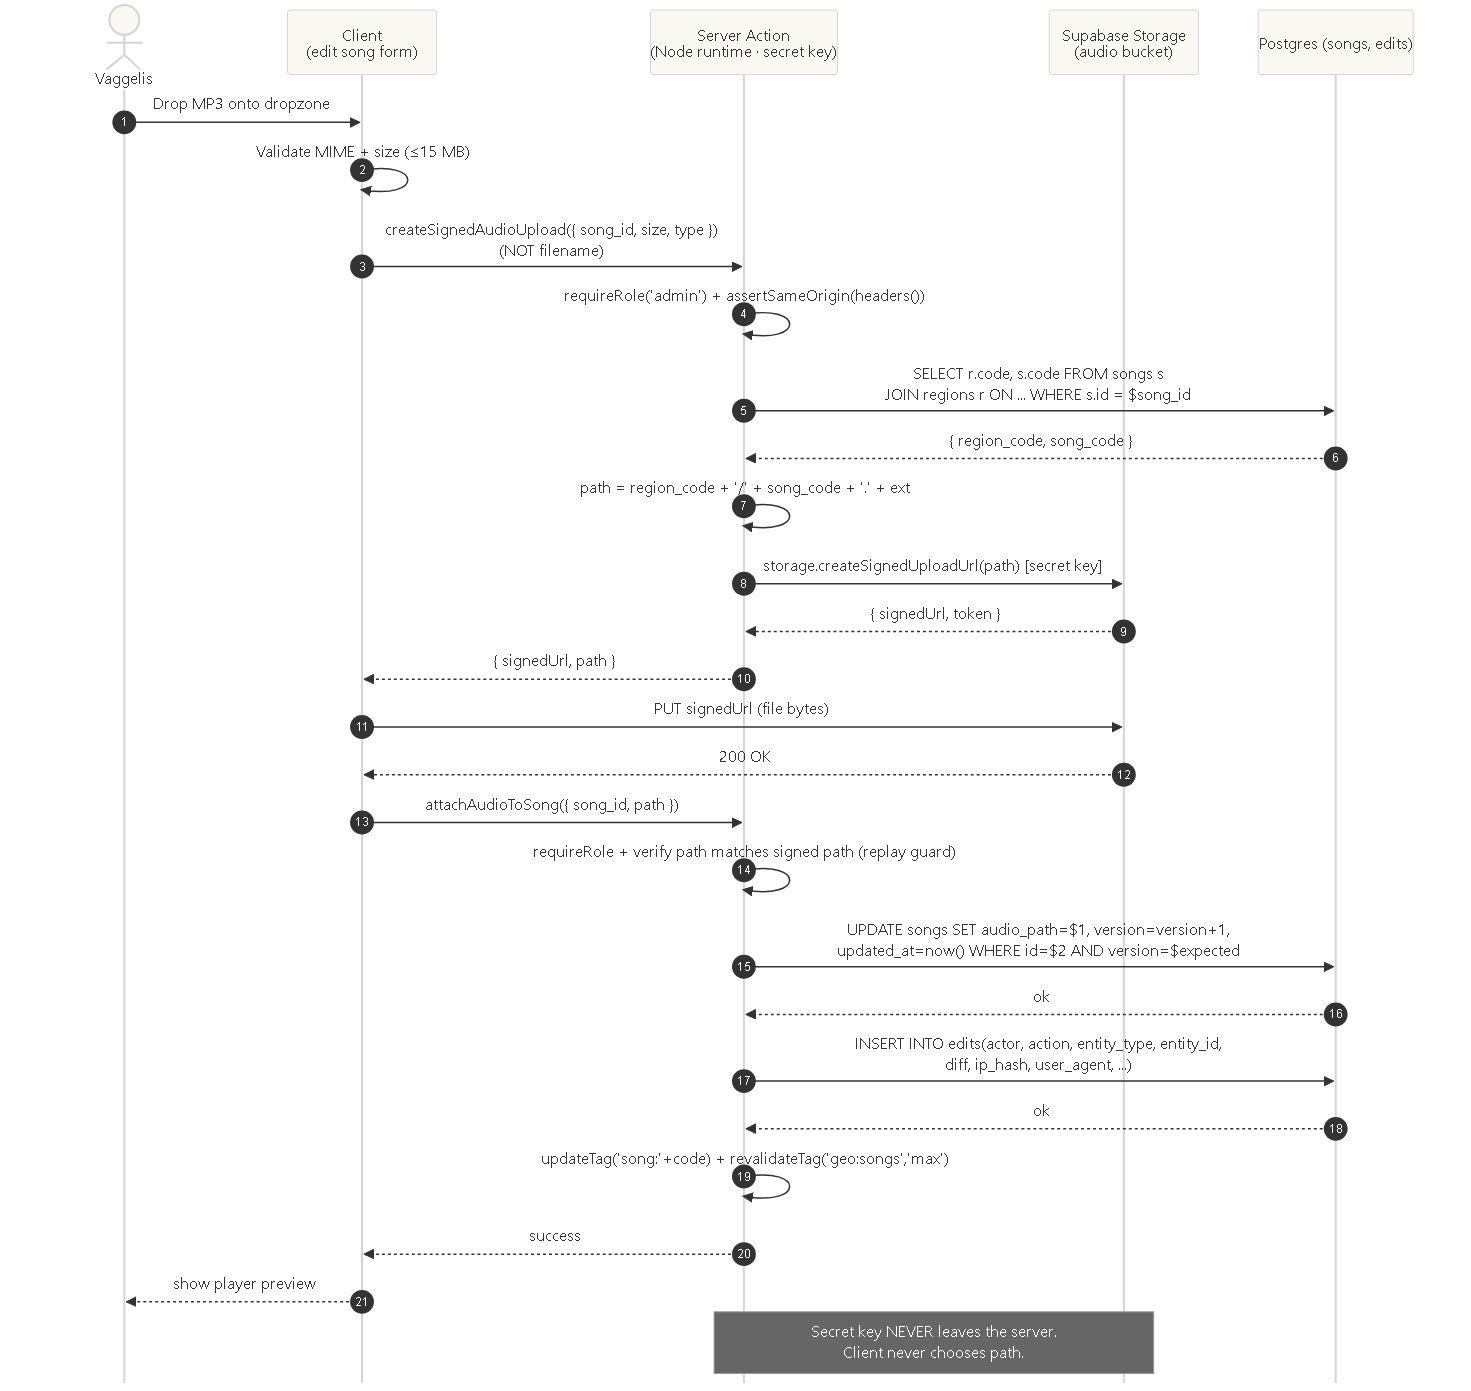 Vaggelis
Client
(edit song form)
Server Action
(Node runtime · secret key)
Supabase Storage
(audio bucket)
Postgres (songs, edits)
Drop MP3 onto dropzone
1
Validate MIME + size (≤15 MB)
2
createSignedAudioUpload({ song_id, size, type })
(NOT filename)
3
requireRole('admin') + assertSameOrigin(headers())
4
SELECT r.code, s.code FROM songs s
JOIN regions r ON ... WHERE s.id = $song_id
5
{ region_code, song_code }
6
path = region_code + '/' + song_code + '.' + ext
7
storage.createSignedUploadUrl(path) [secret key]
8
{ signedUrl, token }
9
{ signedUrl, path }
10
PUT signedUrl (file bytes)
11
200 OK
12
attachAudioToSong({ song_id, path })
13
requireRole + verify path matches signed path (replay guard)
14
UPDATE songs SET audio_path=$1, version=version+1,
updated_at=now() WHERE id=$2 AND version=$expected
15
ok
16
INSERT INTO edits(actor, action, entity_type, entity_id,
diff, ip_hash, user_agent, ...)
17
ok
18
updateTag('song:'+code) + revalidateTag('geo:songs','max')
19
success
20
show player preview
21
Secret key NEVER leaves the server.
Client never chooses path.